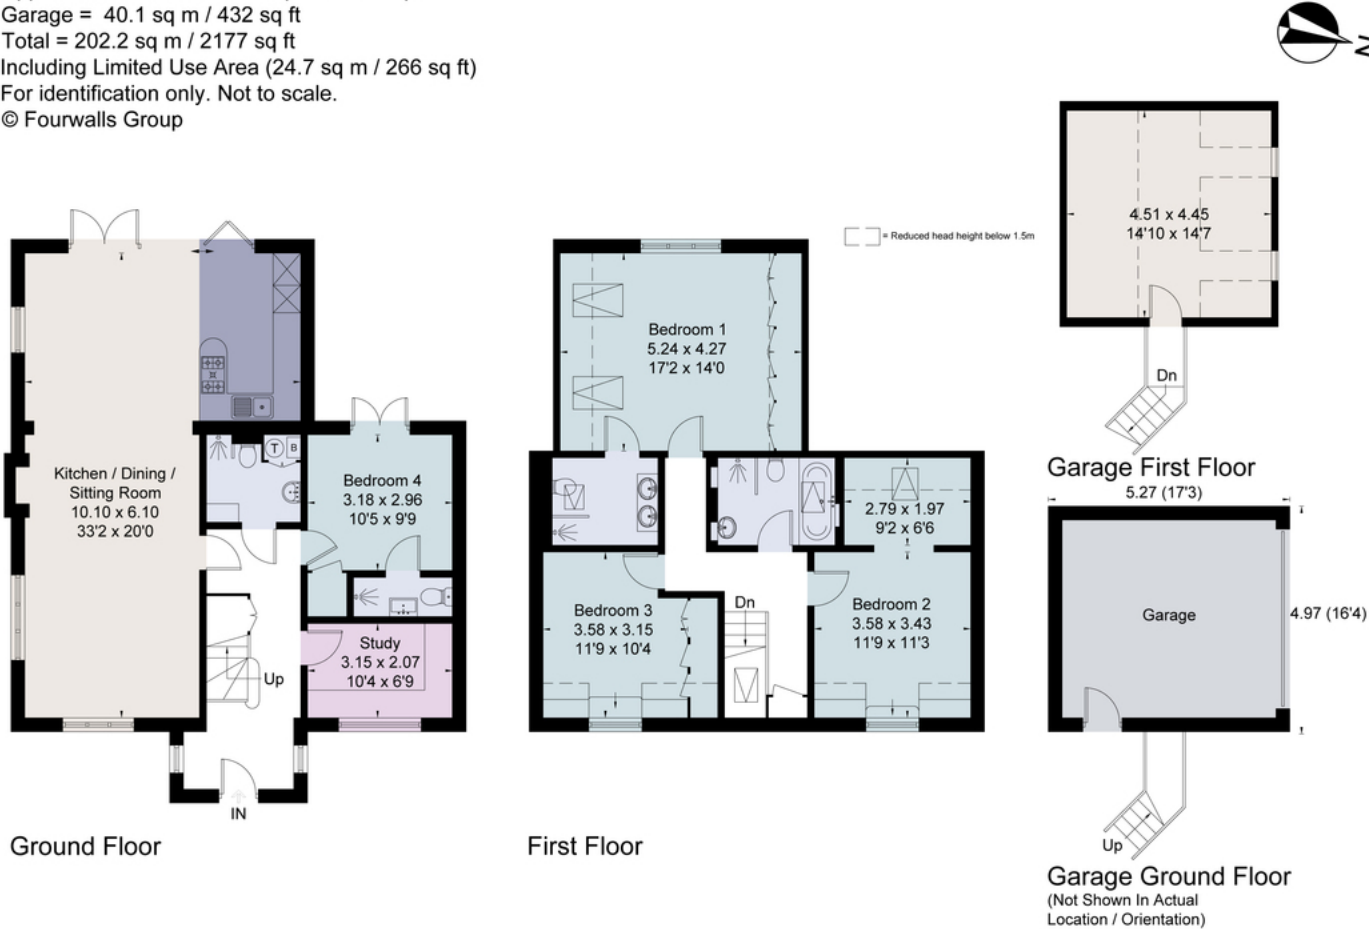 Garage = 40.1 sq m / 432 sq ft
Total = 202.2 sq m / 2177 sq ft
Including Limited Use Area (24.7 sq m / 266 sq ft)
For identification only. Not to scale.
© Fourwalls Group
N
= Reduced head height below 1.5m
Kitchen / Dining /
Sitting Room
10.10 x 6.10
33'2 x 20'0
T
B
Bedroom 4
3.18 x 2.96
10'5 x 9'9
Study
3.15 x 2.07
10'4 x 6'9
Up
IN
Ground Floor
Bedroom 1
5.24 x 4.27
17'2 x 14'0
2.79 x 1.97
9'2 x 6'6
Bedroom 3
3.58 x 3.15
11'9 x 10'4
Dn
Bedroom 2
3.58 x 3.43
11'9 x 11'3
First Floor
4.51 x 4.45
14'10 x 14'7
Dn
Garage First Floor
5.27 (17'3)
Garage
4.97 (16'4)
Up
Garage Ground Floor
(Not Shown In Actual
Location / Orientation)